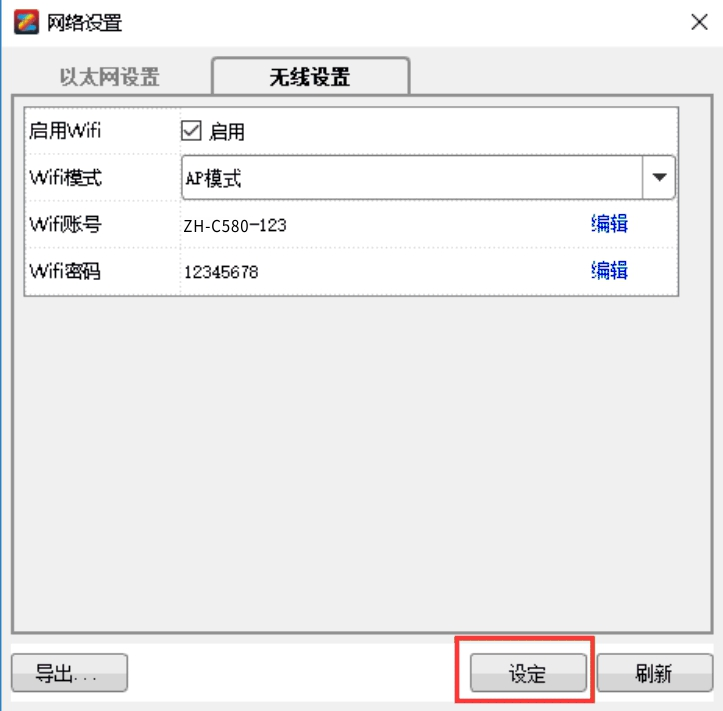 网络设置
以太网设置 无线设置
启用Wifi 启用
Wifi模式 AP模式
Wifi账号 ZH-C580-123 编辑
Wifi密码 12345678 编辑
导出... 设定 刷新